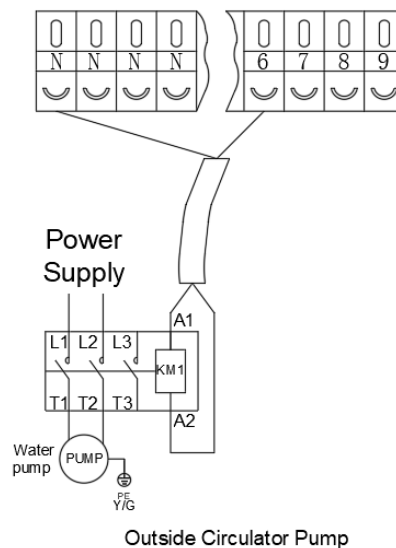 N N N N 6 7 8 9
Power
Supply
A1
L1 L2 L3
KM1
T1 T2 T3
A2
Water
pump
PUMP
PE
Y/G
Outside Circulator Pump